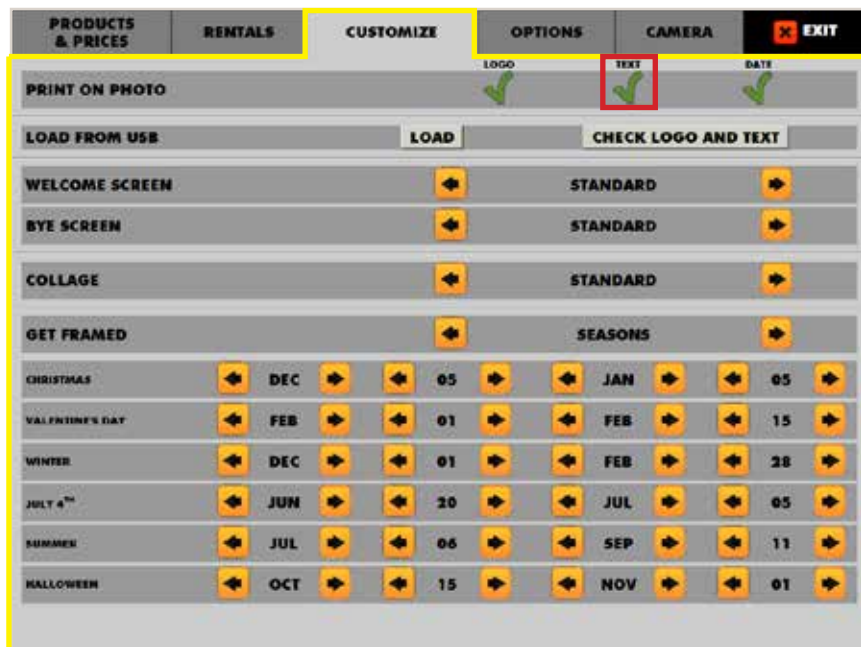 PRODUCTS & PRICES RENTALS CUSTOMIZE OPTIONS CAMERA EXIT
LOGO TEXT DATE
PRINT ON PHOTO
LOAD FROM USB LOAD CHECK LOGO AND TEXT
WELCOME SCREEN STANDARD
BYE SCREEN STANDARD
COLLAGE STANDARD
GET FRAMED SEASONS
CHRISTMAS DEC 05 JAN 05
VALENTINE'S DAY FEB 01 FEB 15
WINTER DEC 01 FEB 28
JULY 4TH JUN 20 JUL 05
SUMMER JUL 06 SEP 11
HALLOWEEN OCT 15 NOV 01